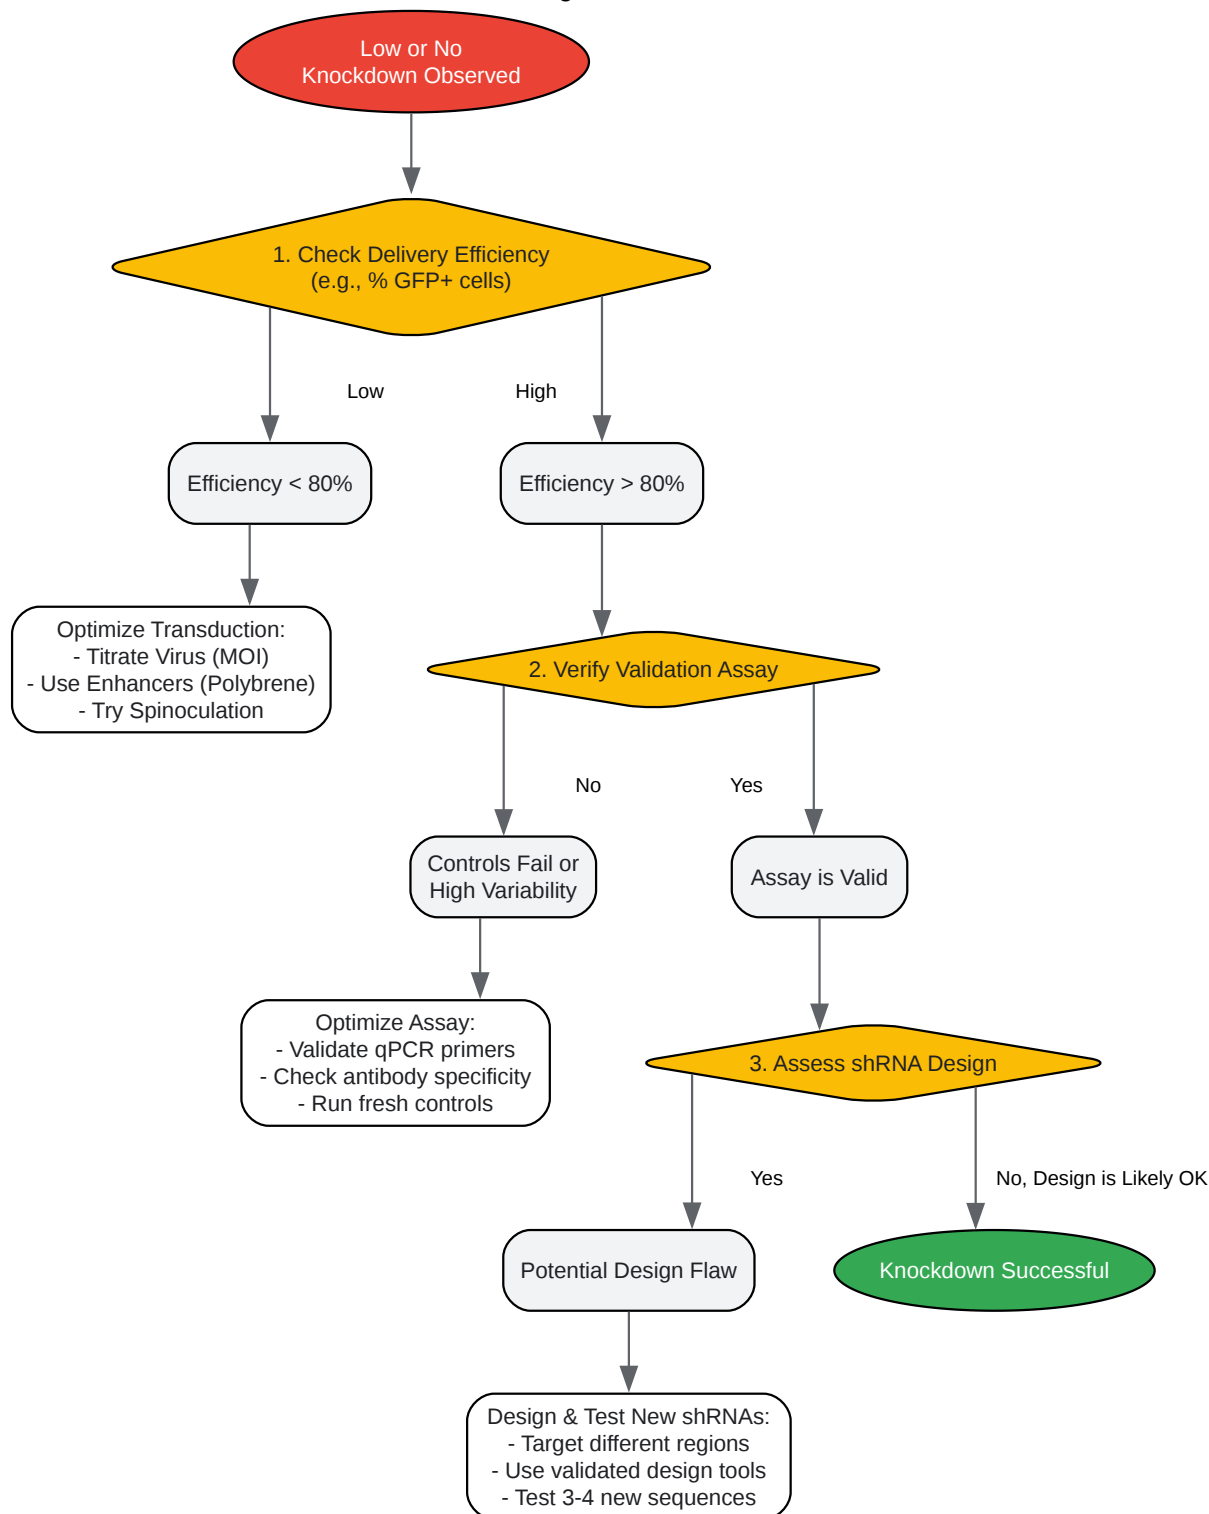 Low or No
Knockdown Observed
1. Check Delivery Efficiency
(e.g., % GFP+ cells)
Low
High
Efficiency < 80%
Efficiency > 80%
Optimize Transduction:
- Titrate Virus (MOI)
- Use Enhancers (Polybrene)
- Try Spinoculation
2. Verify Validation Assay
No
Yes
Controls Fail or
High Variability
Assay is Valid
Optimize Assay:
- Validate qPCR primers
- Check antibody specificity
- Run fresh controls
3. Assess shRNA Design
Yes
No, Design is Likely OK
Potential Design Flaw
Knockdown Successful
Design & Test New shRNAs:
- Target different regions
- Use validated design tools
- Test 3-4 new sequences